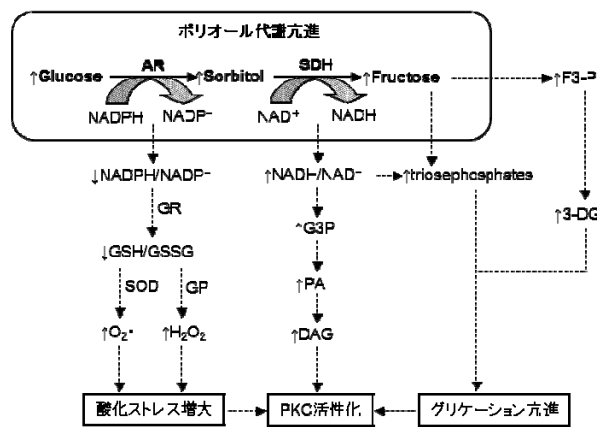 ポリオール代謝亢進
AR SDH
↑Glucose ↑Sorbitol ↑Fructose ↑F3-P
NADPH NADP⁻ NAD⁺ NADH
↓NADPH/NADP⁻ ↑NADH/NAD⁻ ↑triosephosphates
GR
↑G3P ↑3-DG
↓GSH/GSSG
SOD GP ↑PA
↑O₂• ↑H₂O₂ ↑DAG
酸化ストレス増大 PKC活性化 グリケーション亢進